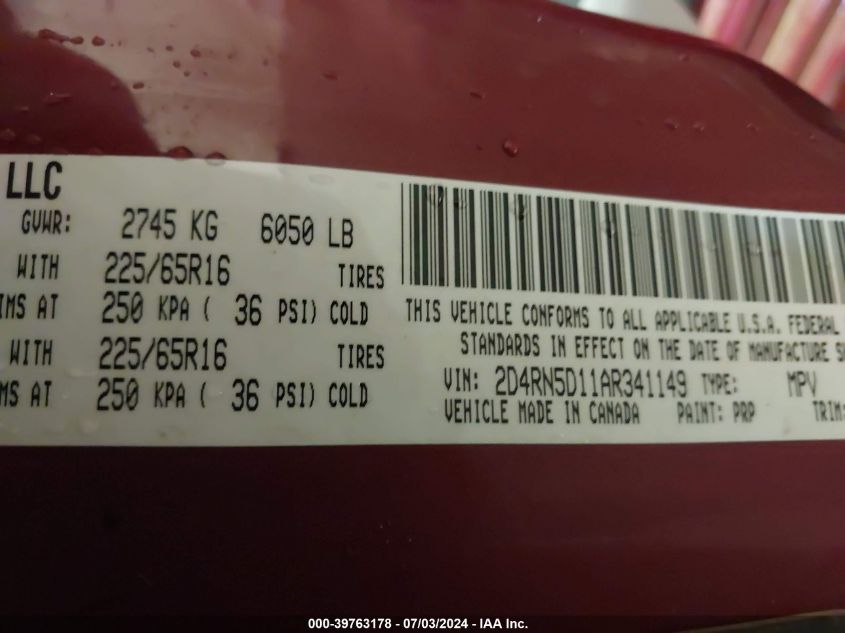 LLC
GVWR: 2745 KG 6050 LB
WITH 225/65R16 TIRES
IMS AT 250 KPA ( 36 PSI) COLD
WITH 225/65R16 TIRES
MS AT 250 KPA ( 36 PSI) COLD
THIS VEHICLE CONFORMS TO ALL APPLICABLE U.S.A. FEDERAL
STANDARDS IN EFFECT ON THE DATE OF MANUFACTURE S
VIN: 2D4RN5D11AR341149 TYPE: MPV
VEHICLE MADE IN CANADA PAINT: PRP TRIM:
000-39763178 - 07/03/2024 - IAA Inc.